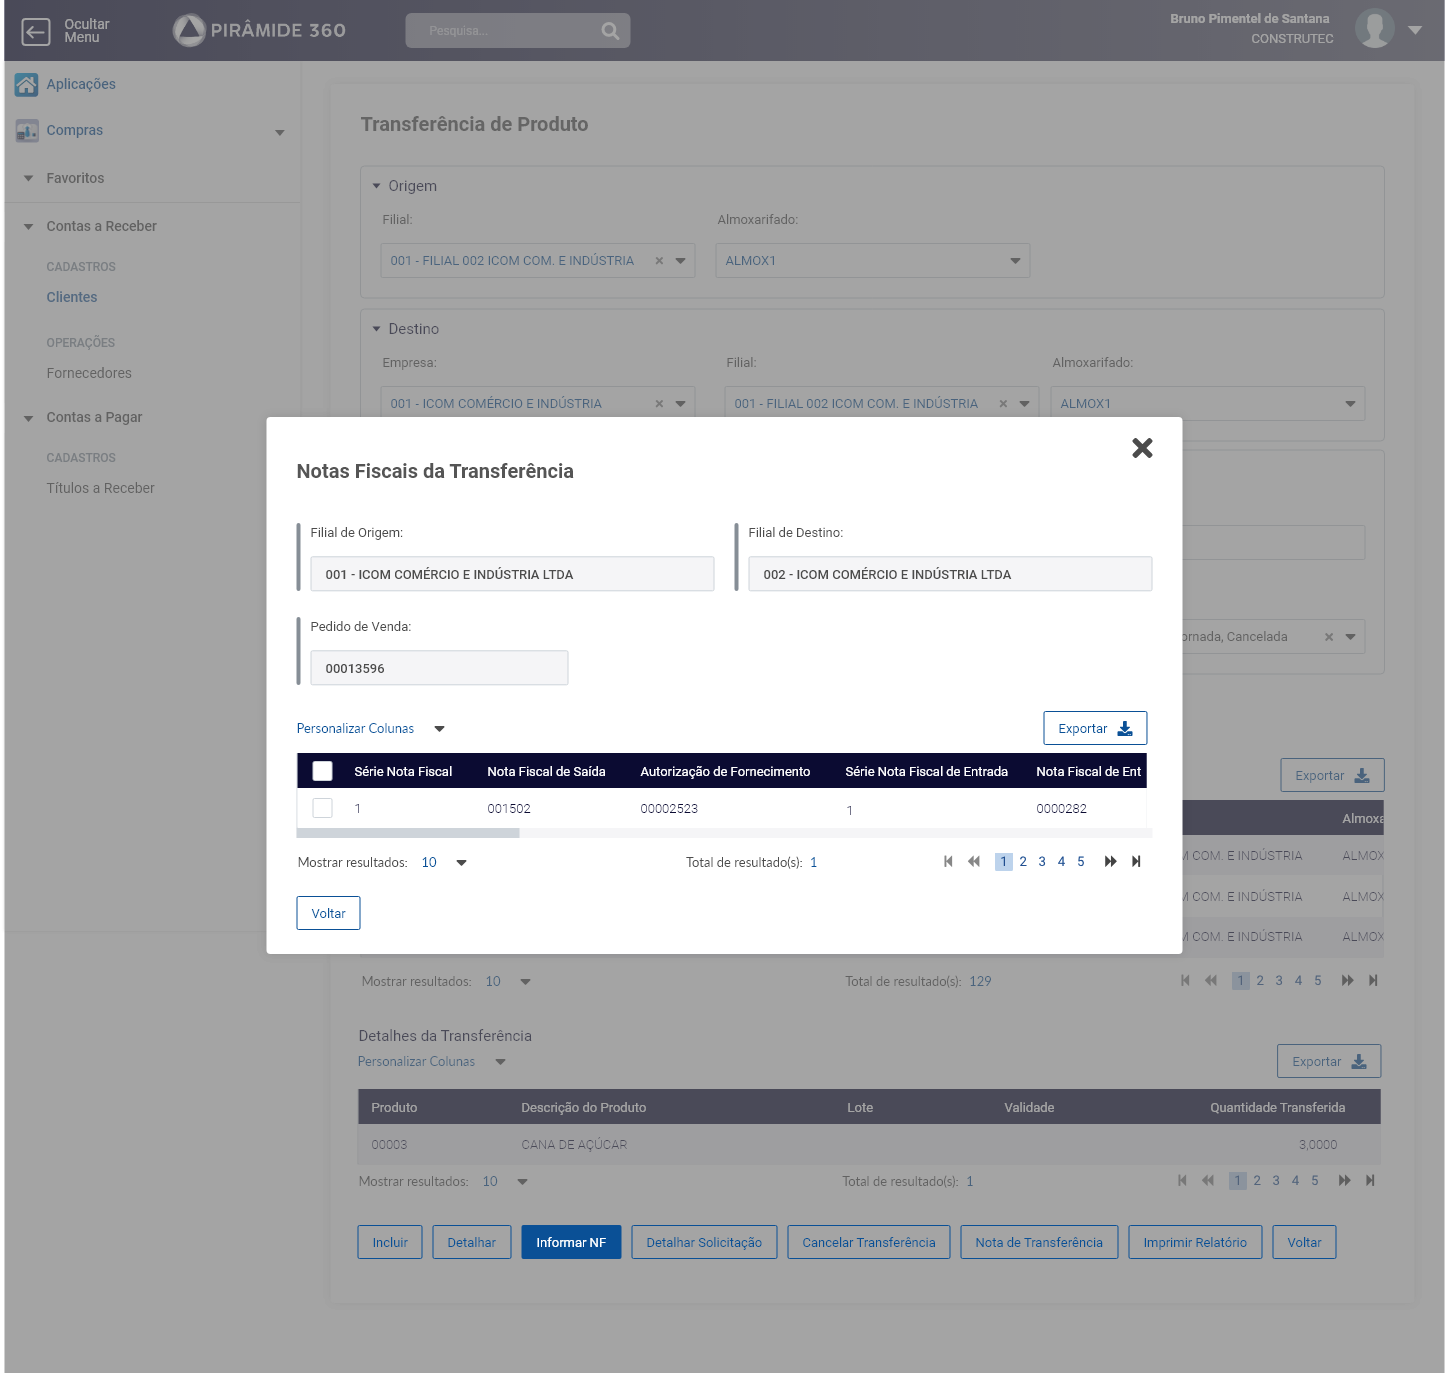 Ocultar
Menu
PIRÂMIDE 360
Pesquisa...
Bruno Pimentel de Santana
CONSTRUTEC
Aplicações
Compras
Favoritos
Contas a Receber
CADASTROS
Clientes
OPERAÇÕES
Fornecedores
Contas a Pagar
CADASTROS
Títulos a Receber
Transferência de Produto
Origem
Filial: Almoxarifado:
001 - FILIAL 002 ICOM COM. E INDÚSTRIA ALMOX1
Destino
Empresa: Filial: Almoxarifado:
001 - ICOM COMÉRCIO E INDÚSTRIA 001 - FILIAL 002 ICOM COM. E INDÚSTRIA ALMOX1
Cancelada
Notas Fiscais da Transferência
Filial de Origem: Filial de Destino:
001 - ICOM COMÉRCIO E INDÚSTRIA LTDA 002 - ICOM COMÉRCIO E INDÚSTRIA LTDA
Pedido de Venda:
00013596
Personalizar Colunas Exportar
Série Nota Fiscal Nota Fiscal de Saída Autorização de Fornecimento Série Nota Fiscal de Entrada Nota Fiscal de Ent
1 001502 00002523 1 0000282
Mostrar resultados: 10 Total de resultado(s): 1 1 2 3 4 5
Voltar
Exportar
Almoxa
COM. E INDÚSTRIA ALMOX
COM. E INDÚSTRIA ALMOX
COM. E INDÚSTRIA ALMOX
Mostrar resultados: 10 Total de resultado(s): 129 1 2 3 4 5
Detalhes da Transferência
Personalizar Colunas Exportar
Produto Descrição do Produto Lote Validade Quantidade Transferida
00003 CANA DE AÇÚCAR 3,0000
Mostrar resultados: 10 Total de resultado(s): 1 1 2 3 4 5
Incluir Detalhar Informar NF Detalhar Solicitação Cancelar Transferência Nota de Transferência Imprimir Relatório Voltar